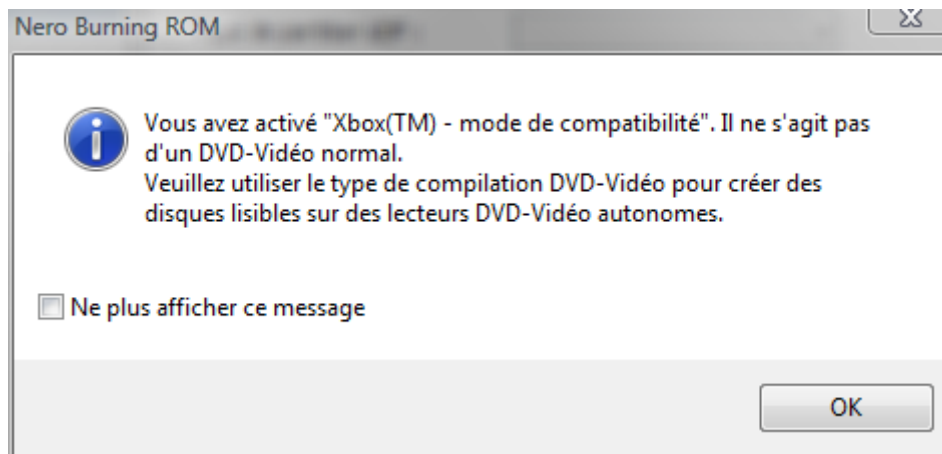 Nero Burning ROM
Vous avez activé "Xbox(TM) - mode de compatibilité". Il ne s'agit pas
d'un DVD-Vidéo normal.
Veuillez utiliser le type de compilation DVD-Vidéo pour créer des
disques lisibles sur des lecteurs DVD-Vidéo autonomes.
Ne plus afficher ce message
OK